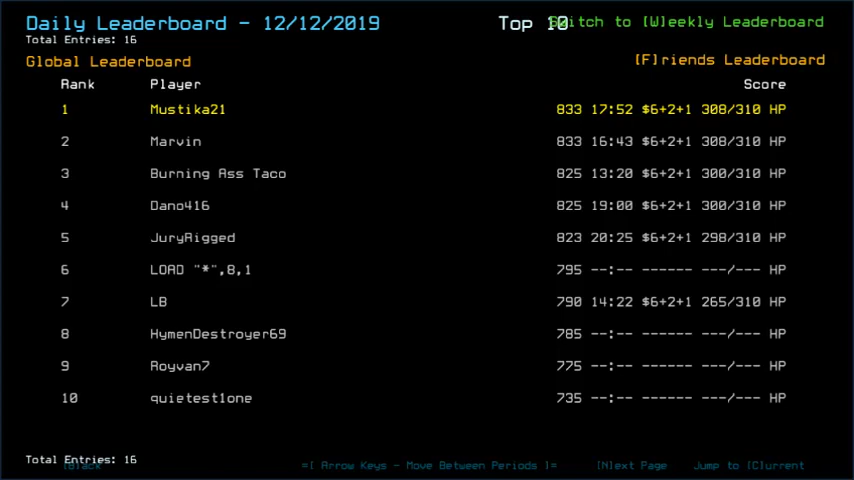 Daily Leaderboard - 12/12/2019 Top 10 Switch to [W]eekly Leaderboard
Total Entries: 16
Global Leaderboard [F]riends Leaderboard
Rank Player Score
1 Mustika21 833 17:52 $6+2+1 308/310 HP
2 Marvin 833 16:43 $6+2+1 308/310 HP
3 Burning Ass Taco 825 13:20 $6+2+1 300/310 HP
4 Dano416 825 19:00 $6+2+1 300/310 HP
5 JuryRigged 823 20:25 $6+2+1 298/310 HP
6 LOAD "*",8,1 795 --:-- ------ ---/--- HP
7 LB 790 14:22 $6+2+1 265/310 HP
8 HymenDestroyer69 785 --:-- ------ ---/--- HP
9 Royvan7 775 --:-- ------ ---/--- HP
10 quietest1one 735 --:-- ------ ---/--- HP
Total Entries: 16
[B]ack =[ Arrow Keys - Move Between Periods ]= [N]ext Page Jump to [C]urrent